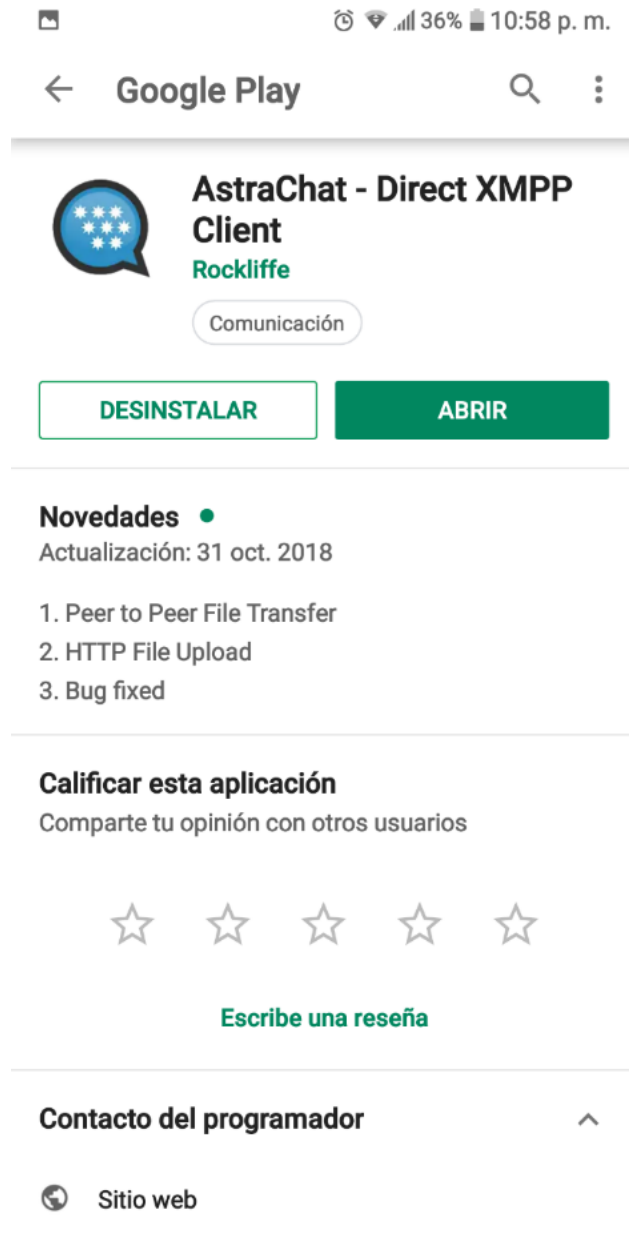 36% 10:58 p. m.
Google Play
AstraChat - Direct XMPP
Client
Rockliffe
Comunicación
DESINSTALAR ABRIR
Novedades
Actualización: 31 oct. 2018
1. Peer to Peer File Transfer
2. HTTP File Upload
3. Bug fixed
Calificar esta aplicación
Comparte tu opinión con otros usuarios
Escribe una reseña
Contacto del programador
Sitio web